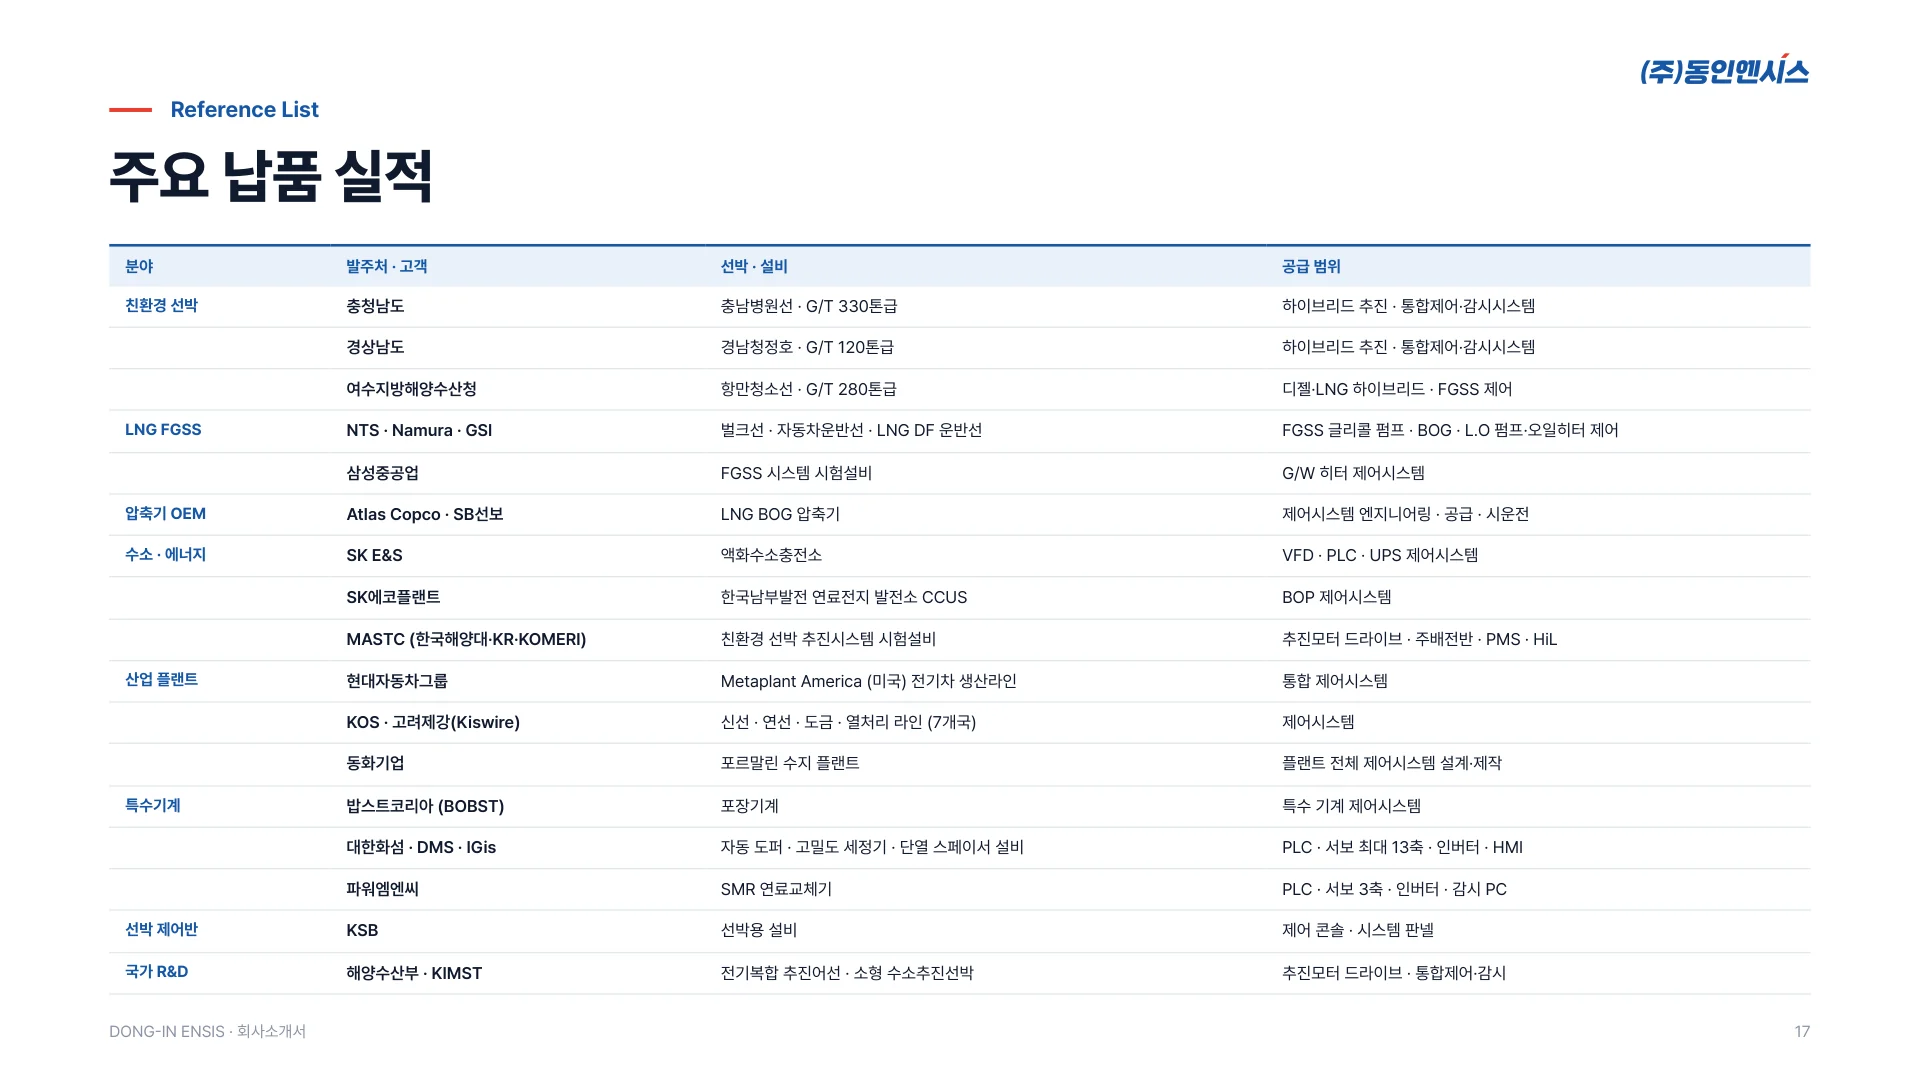 (주)동인엔시스
Reference List
주요 납품 실적
분야 발주처 · 고객 선박 · 설비 공급 범위
친환경 선박 충청남도 충남병원선 · G/T 330톤급 하이브리드 추진 · 통합제어·감시시스템
경상남도 경남청정호 · G/T 120톤급 하이브리드 추진 · 통합제어·감시시스템
여수지방해양수산청 항만청소선 · G/T 280톤급 디젤·LNG 하이브리드 · FGSS 제어
LNG FGSS NTS · Namura · GSI 벌크선 · 자동차운반선 · LNG DF 운반선 FGSS 글리콜 펌프 · BOG · L.O 펌프·오일히터 제어
삼성중공업 FGSS 시스템 시험설비 G/W 히터 제어시스템
압축기 OEM Atlas Copco · SB선보 LNG BOG 압축기 제어시스템 엔지니어링 · 공급 · 시운전
수소 · 에너지 SK E&S 액화수소충전소 VFD · PLC · UPS 제어시스템
SK에코플랜트 한국남부발전 연료전지 발전소 CCUS BOP 제어시스템
MASTC (한국해양대·KR·KOMERI) 친환경 선박 추진시스템 시험설비 추진모터 드라이브 · 주배전반 · PMS · HiL
산업 플랜트 현대자동차그룹 Metaplant America (미국) 전기차 생산라인 통합 제어시스템
KOS · 고려제강(Kiswire) 신선 · 연선 · 도금 · 열처리 라인 (7개국) 제어시스템
동화기업 포르말린 수지 플랜트 플랜트 전체 제어시스템 설계·제작
특수기계 밥스트코리아 (BOBST) 포장기계 특수 기계 제어시스템
대한화섬 · DMS · IGis 자동 도퍼 · 고밀도 세정기 · 단열 스페이서 설비 PLC · 서보 최대 13축 · 인버터 · HMI
파워엠엔씨 SMR 연료교체기 PLC · 서보 3축 · 인버터 · 감시 PC
선박 제어반 KSB 선박용 설비 제어 콘솔 · 시스템 판넬
국가 R&D 해양수산부 · KIMST 전기복합 추진어선 · 소형 수소추진선박 추진모터 드라이브 · 통합제어·감시
DONG-IN ENSIS · 회사소개서 17